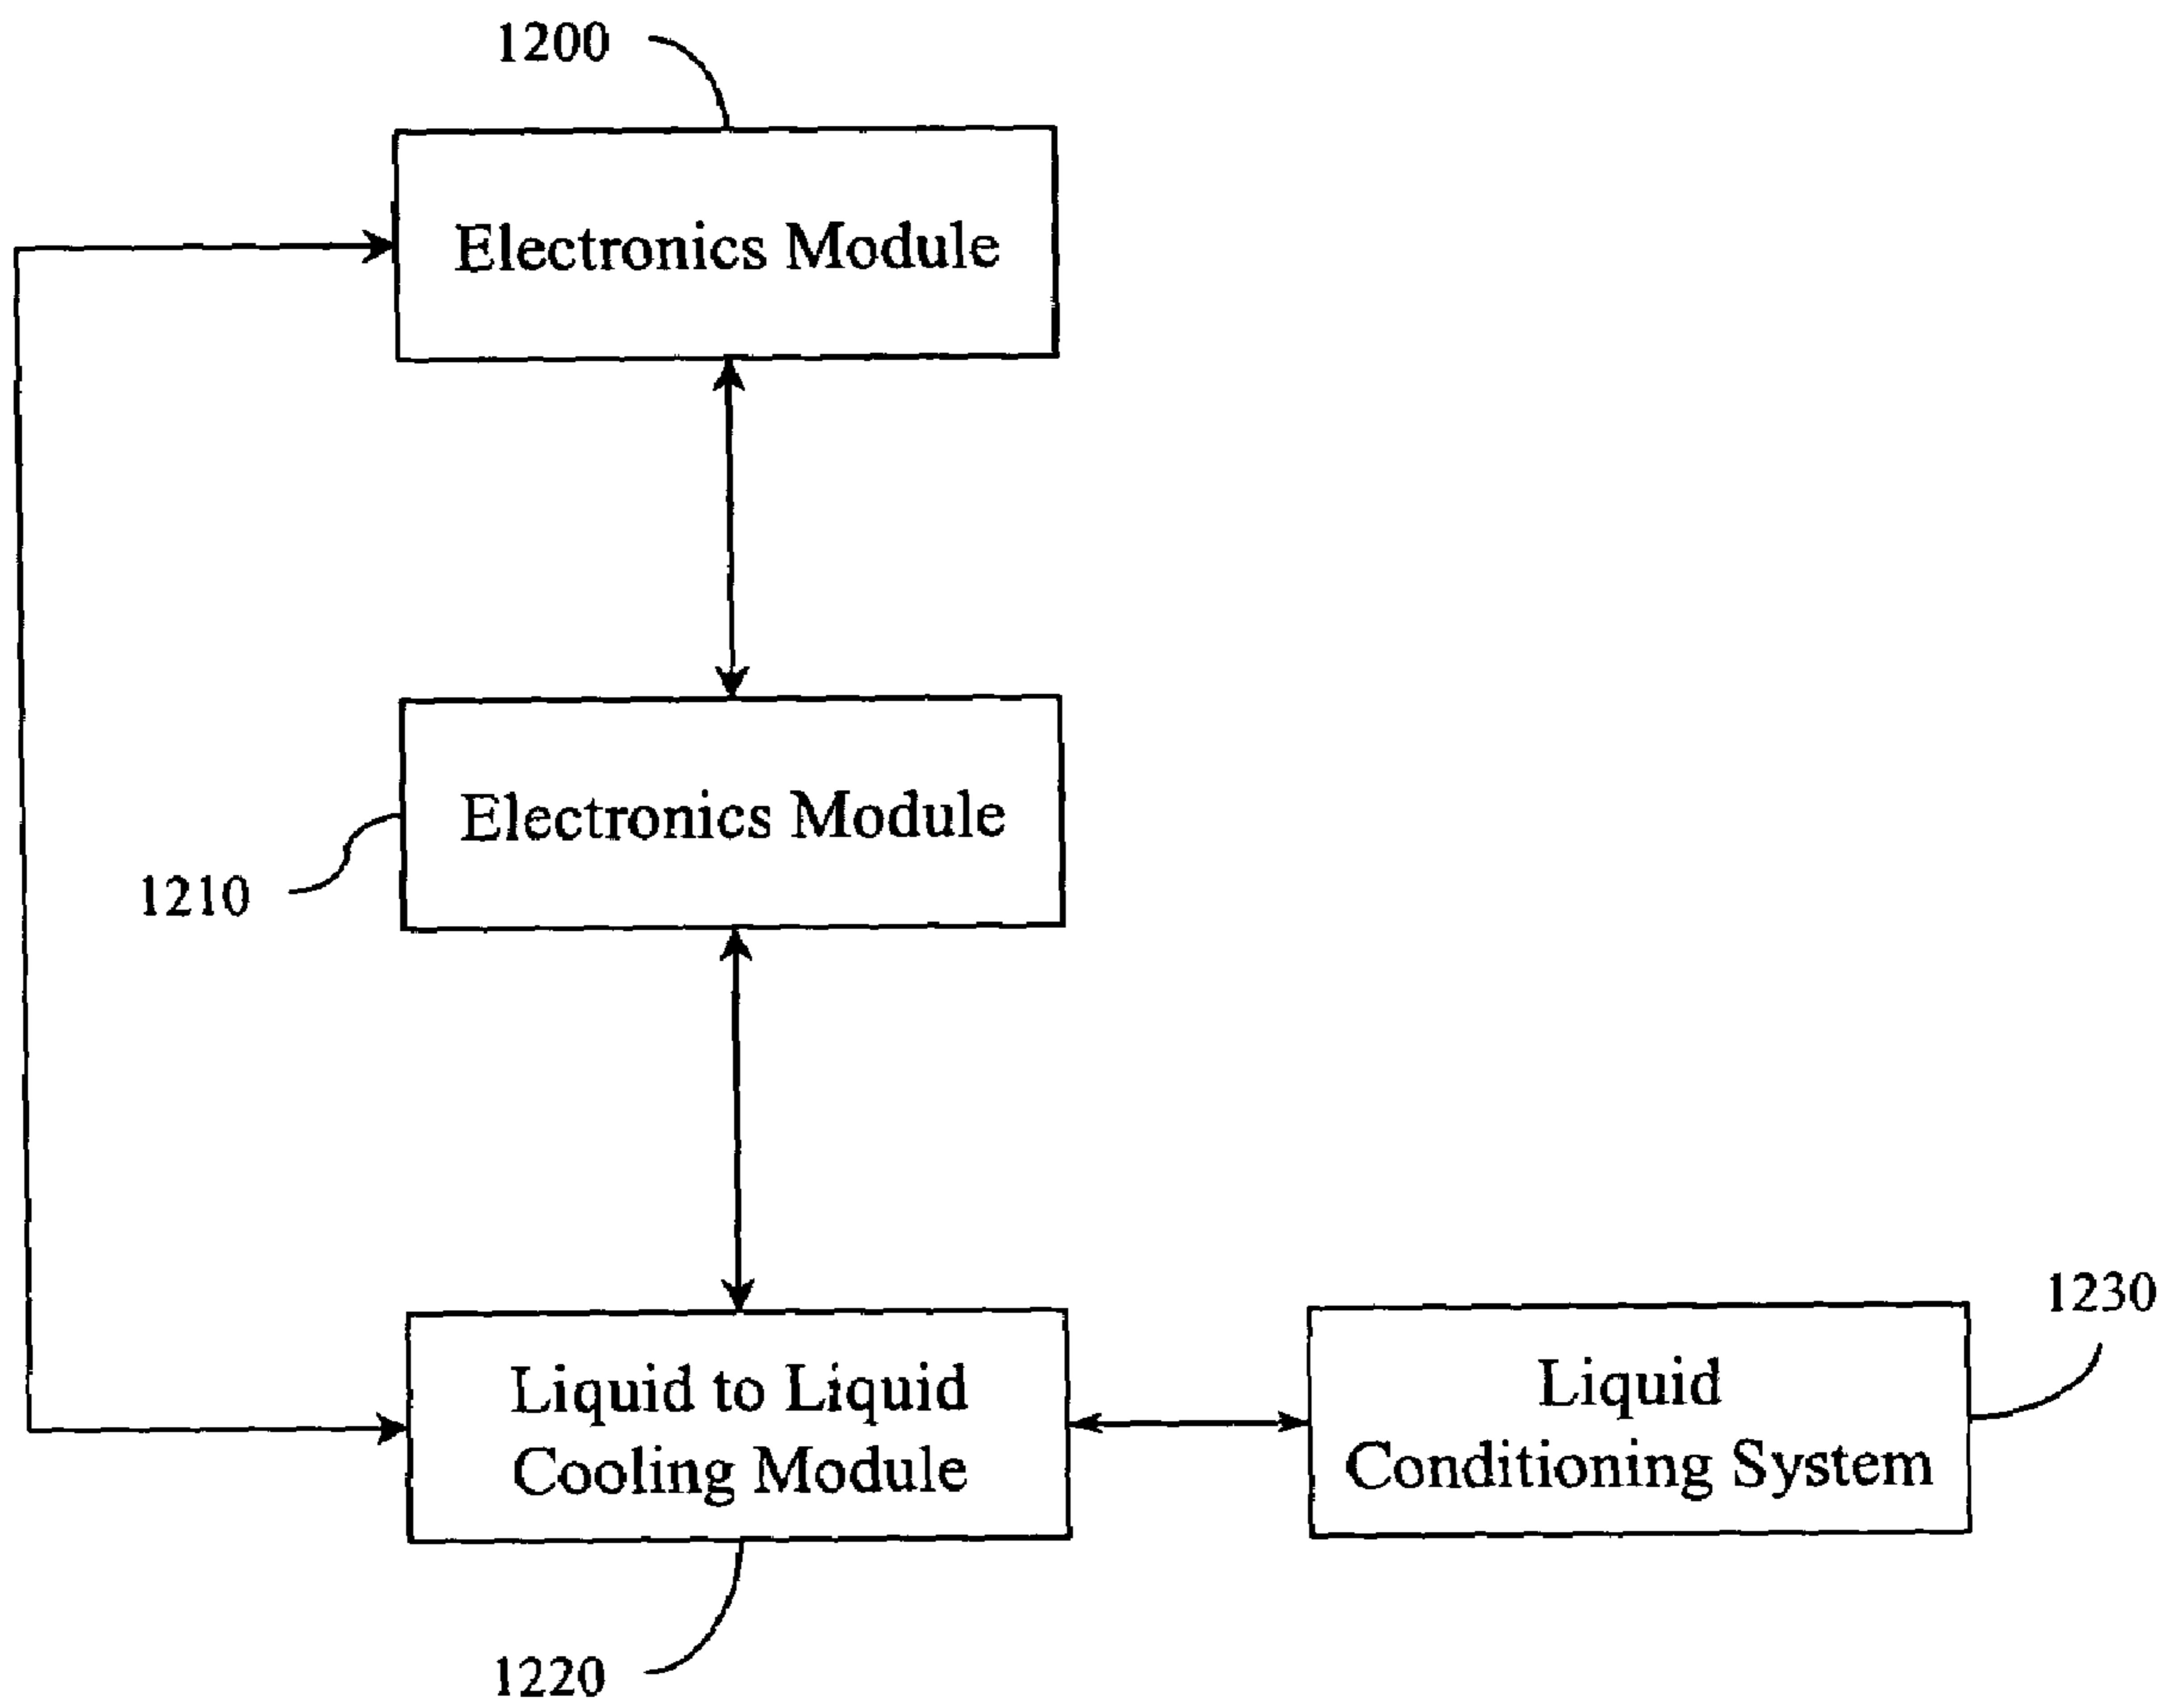 1200
Electronics Module
Electronics Module
1210
Liquid to Liquid
Cooling Module
1220
Liquid
Conditioning System
1230